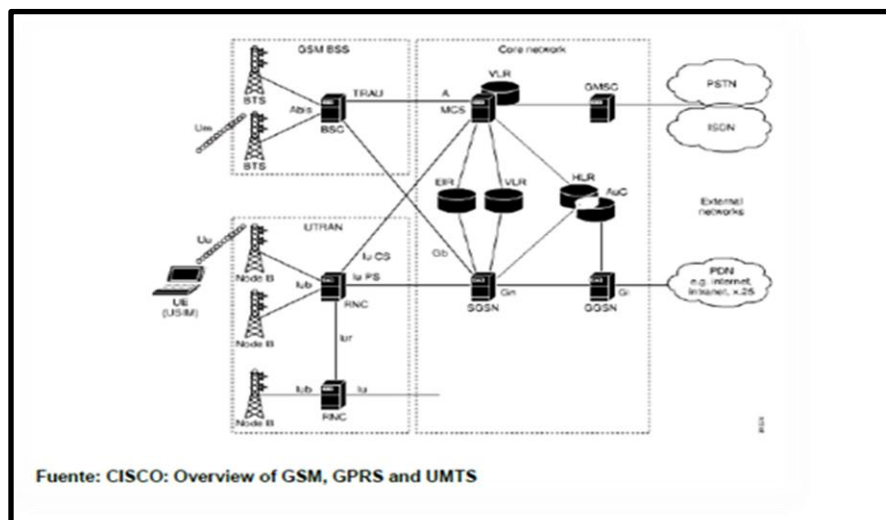 GSM BSS
Core network
BTS
BTS
Abis
Um
BSC
TRAU
A
VLR
MCS
GMSC
PSTN
ISDN
EIR
VLR
HLR
AuC
External
networks
UTRAN
Uu
UE
(USIM)
Node B
Node B
Node B
Iub
Iub
RNC
RNC
Iur
Iu
Iu CS
Iu PS
Gb
SGSN
Gn
GGSN
Gi
PDN
e.g. internet,
intranet, x.25
Fuente: CISCO: Overview of GSM, GPRS and UMTS